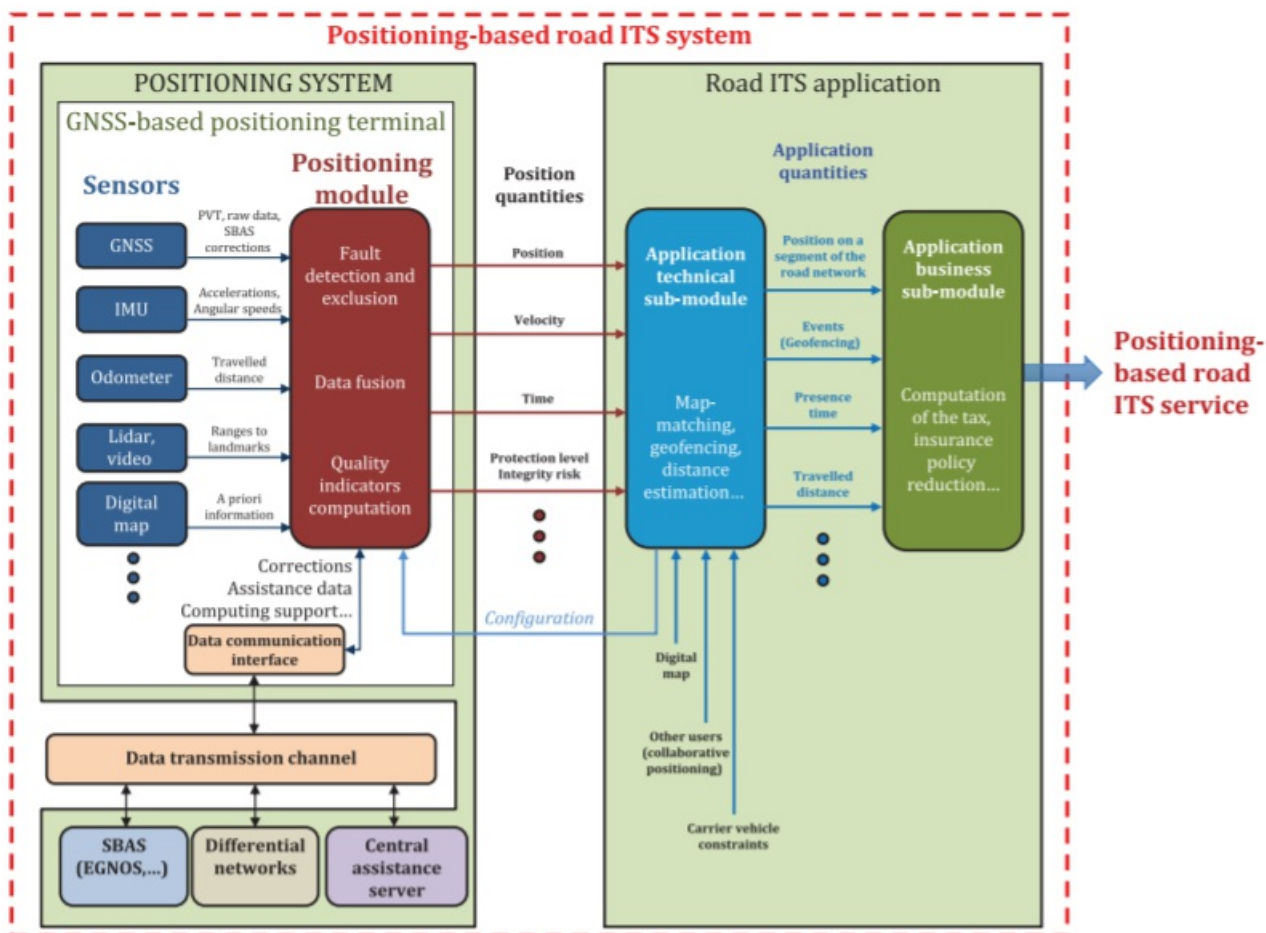 Positioning-based road ITS system
POSITIONING SYSTEM
GNSS-based positioning terminal
Sensors
GNSS
IMU
Odometer
Lidar,
video
Digital
map
PVT, raw data,
SBAS
corrections
Accelerations,
Angular speeds
Travelled
distance
Ranges to
landmarks
A priori
information
Positioning
module
Fault
detection and
exclusion
Data fusion
Quality
indicators
computation
Corrections
Assistance data
Computing support...
Data communication
interface
Data transmission channel
SBAS
(EGNOS,...)
Differential
networks
Central
assistance
server
Position
quantities
Position
Velocity
Time
Protection level
Integrity risk
Configuration
Road ITS application
Application
technical
sub-module
Map-
matching,
geofencing,
distance
estimation...
Digital
map
Other users
(collaborative
positioning)
Carrier vehicle
constraints
Application
quantities
Position on a
segment of the
road network
Events
(Geofencing)
Presence
time
Travelled
distance
Application
business
sub-module
Computation
of the tax,
insurance
policy
reduction...
Positioning-
based road
ITS service